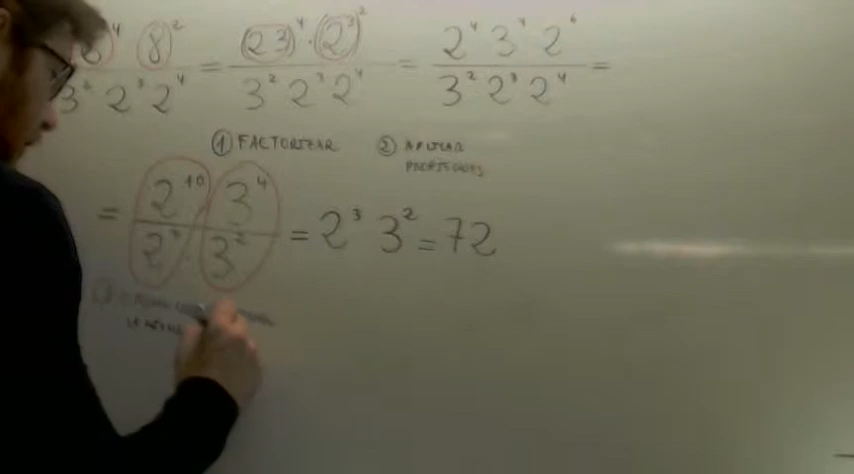 6)⁴ (8)² / 3² 2³ 2⁴ = (2 3)⁴ · (2³)² / 3² 2³ 2⁴ = 2⁴ 3⁴ 2⁶ / 3² 2³ 2⁴ =
① FACTORIZAR ② APLICAR
PROPIEDADES
= 2¹⁰ 3⁴ / 2⁷ · 3² = 2³ 3² = 72